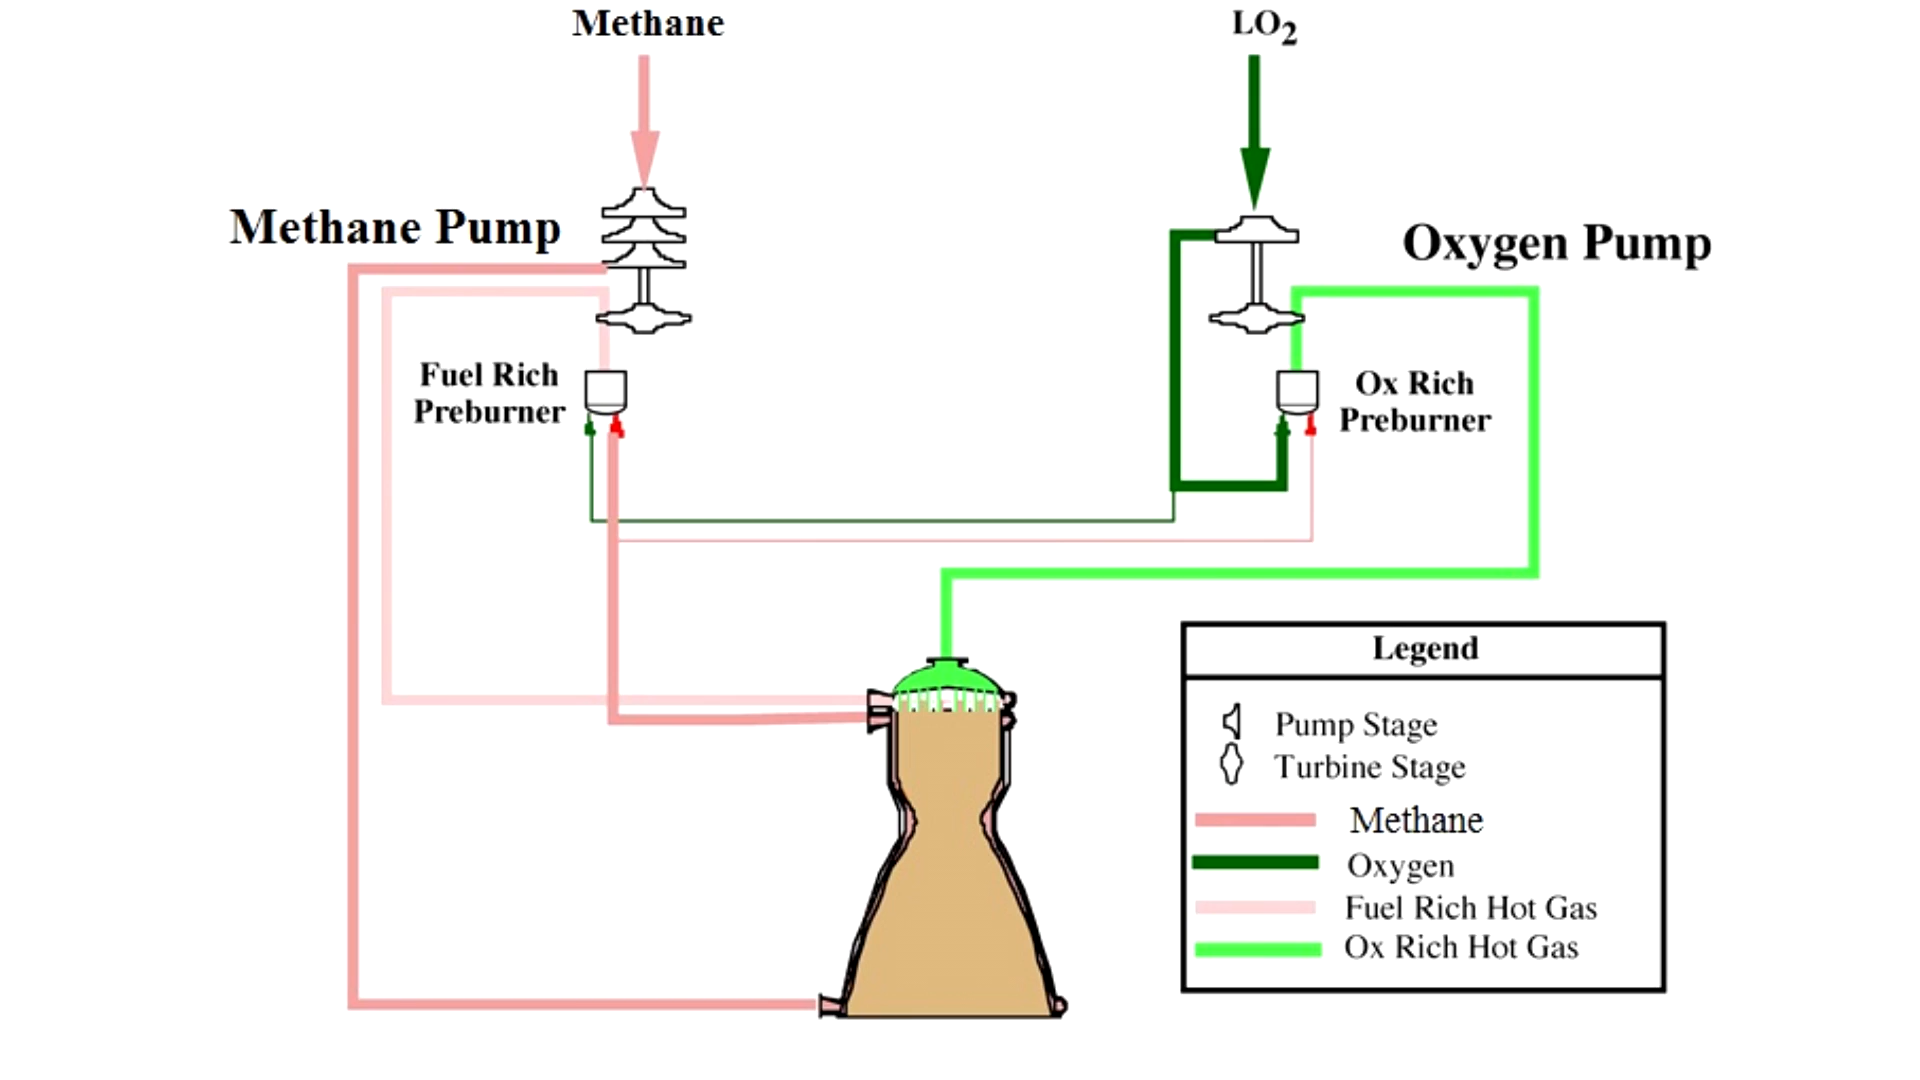 Methane
LO2
Methane Pump
Oxygen Pump
Fuel Rich
Preburner
Ox Rich
Preburner
Legend
Pump Stage
Turbine Stage
Methane
Oxygen
Fuel Rich Hot Gas
Ox Rich Hot Gas